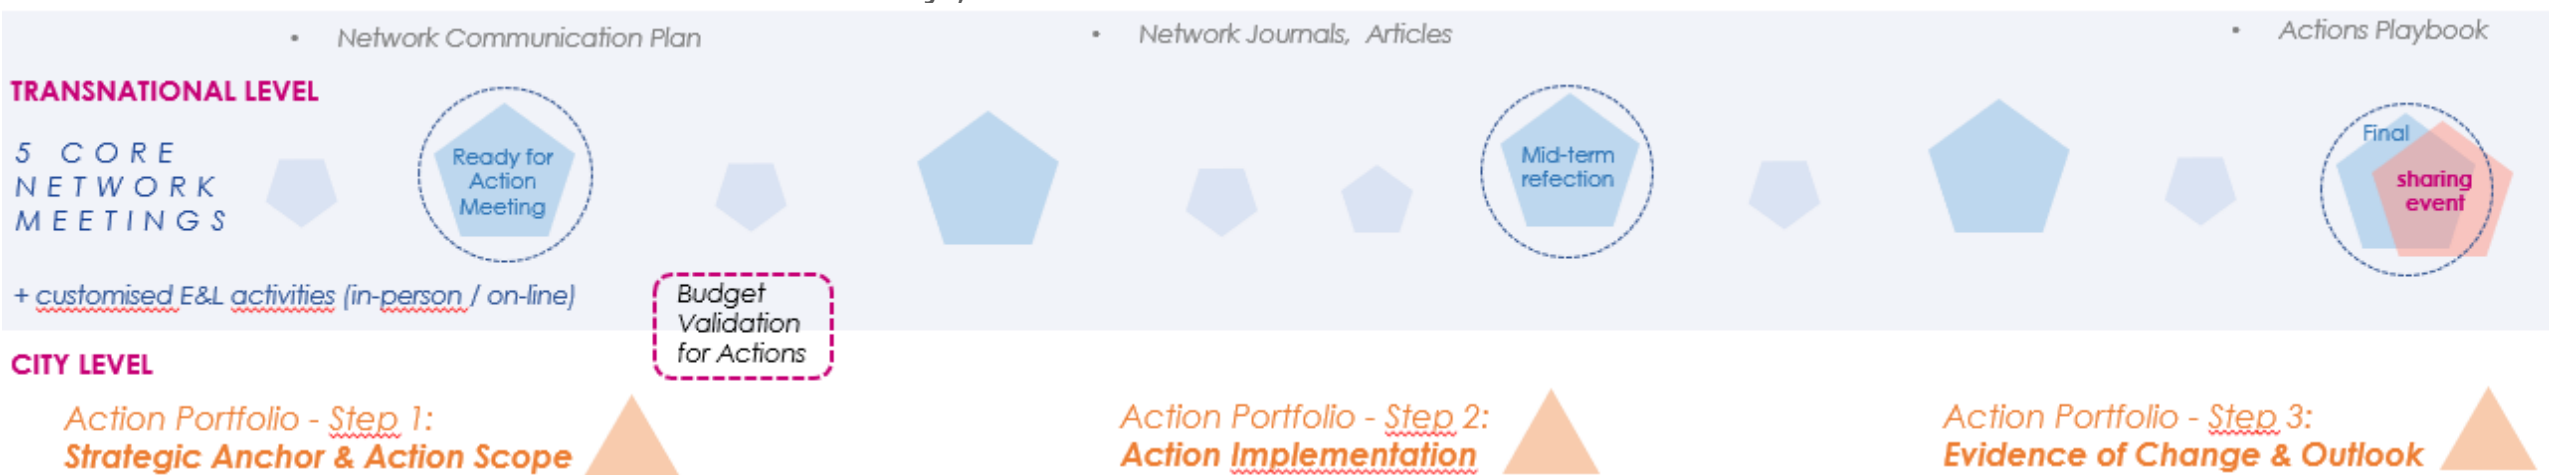 • Network Communication Plan
• Network Journals, Articles
• Actions Playbook
TRANSNATIONAL LEVEL
5 CORE
NETWORK
MEETINGS
Ready for
Action
Meeting
Mid-term
refection
Final
sharing
event
+ customised E&L activities (in-person / on-line)
Budget
Validation
for Actions
CITY LEVEL
Action Portfolio - Step 1:
Strategic Anchor & Action Scope
Action Portfolio - Step 2:
Action Implementation
Action Portfolio - Step 3:
Evidence of Change & Outlook